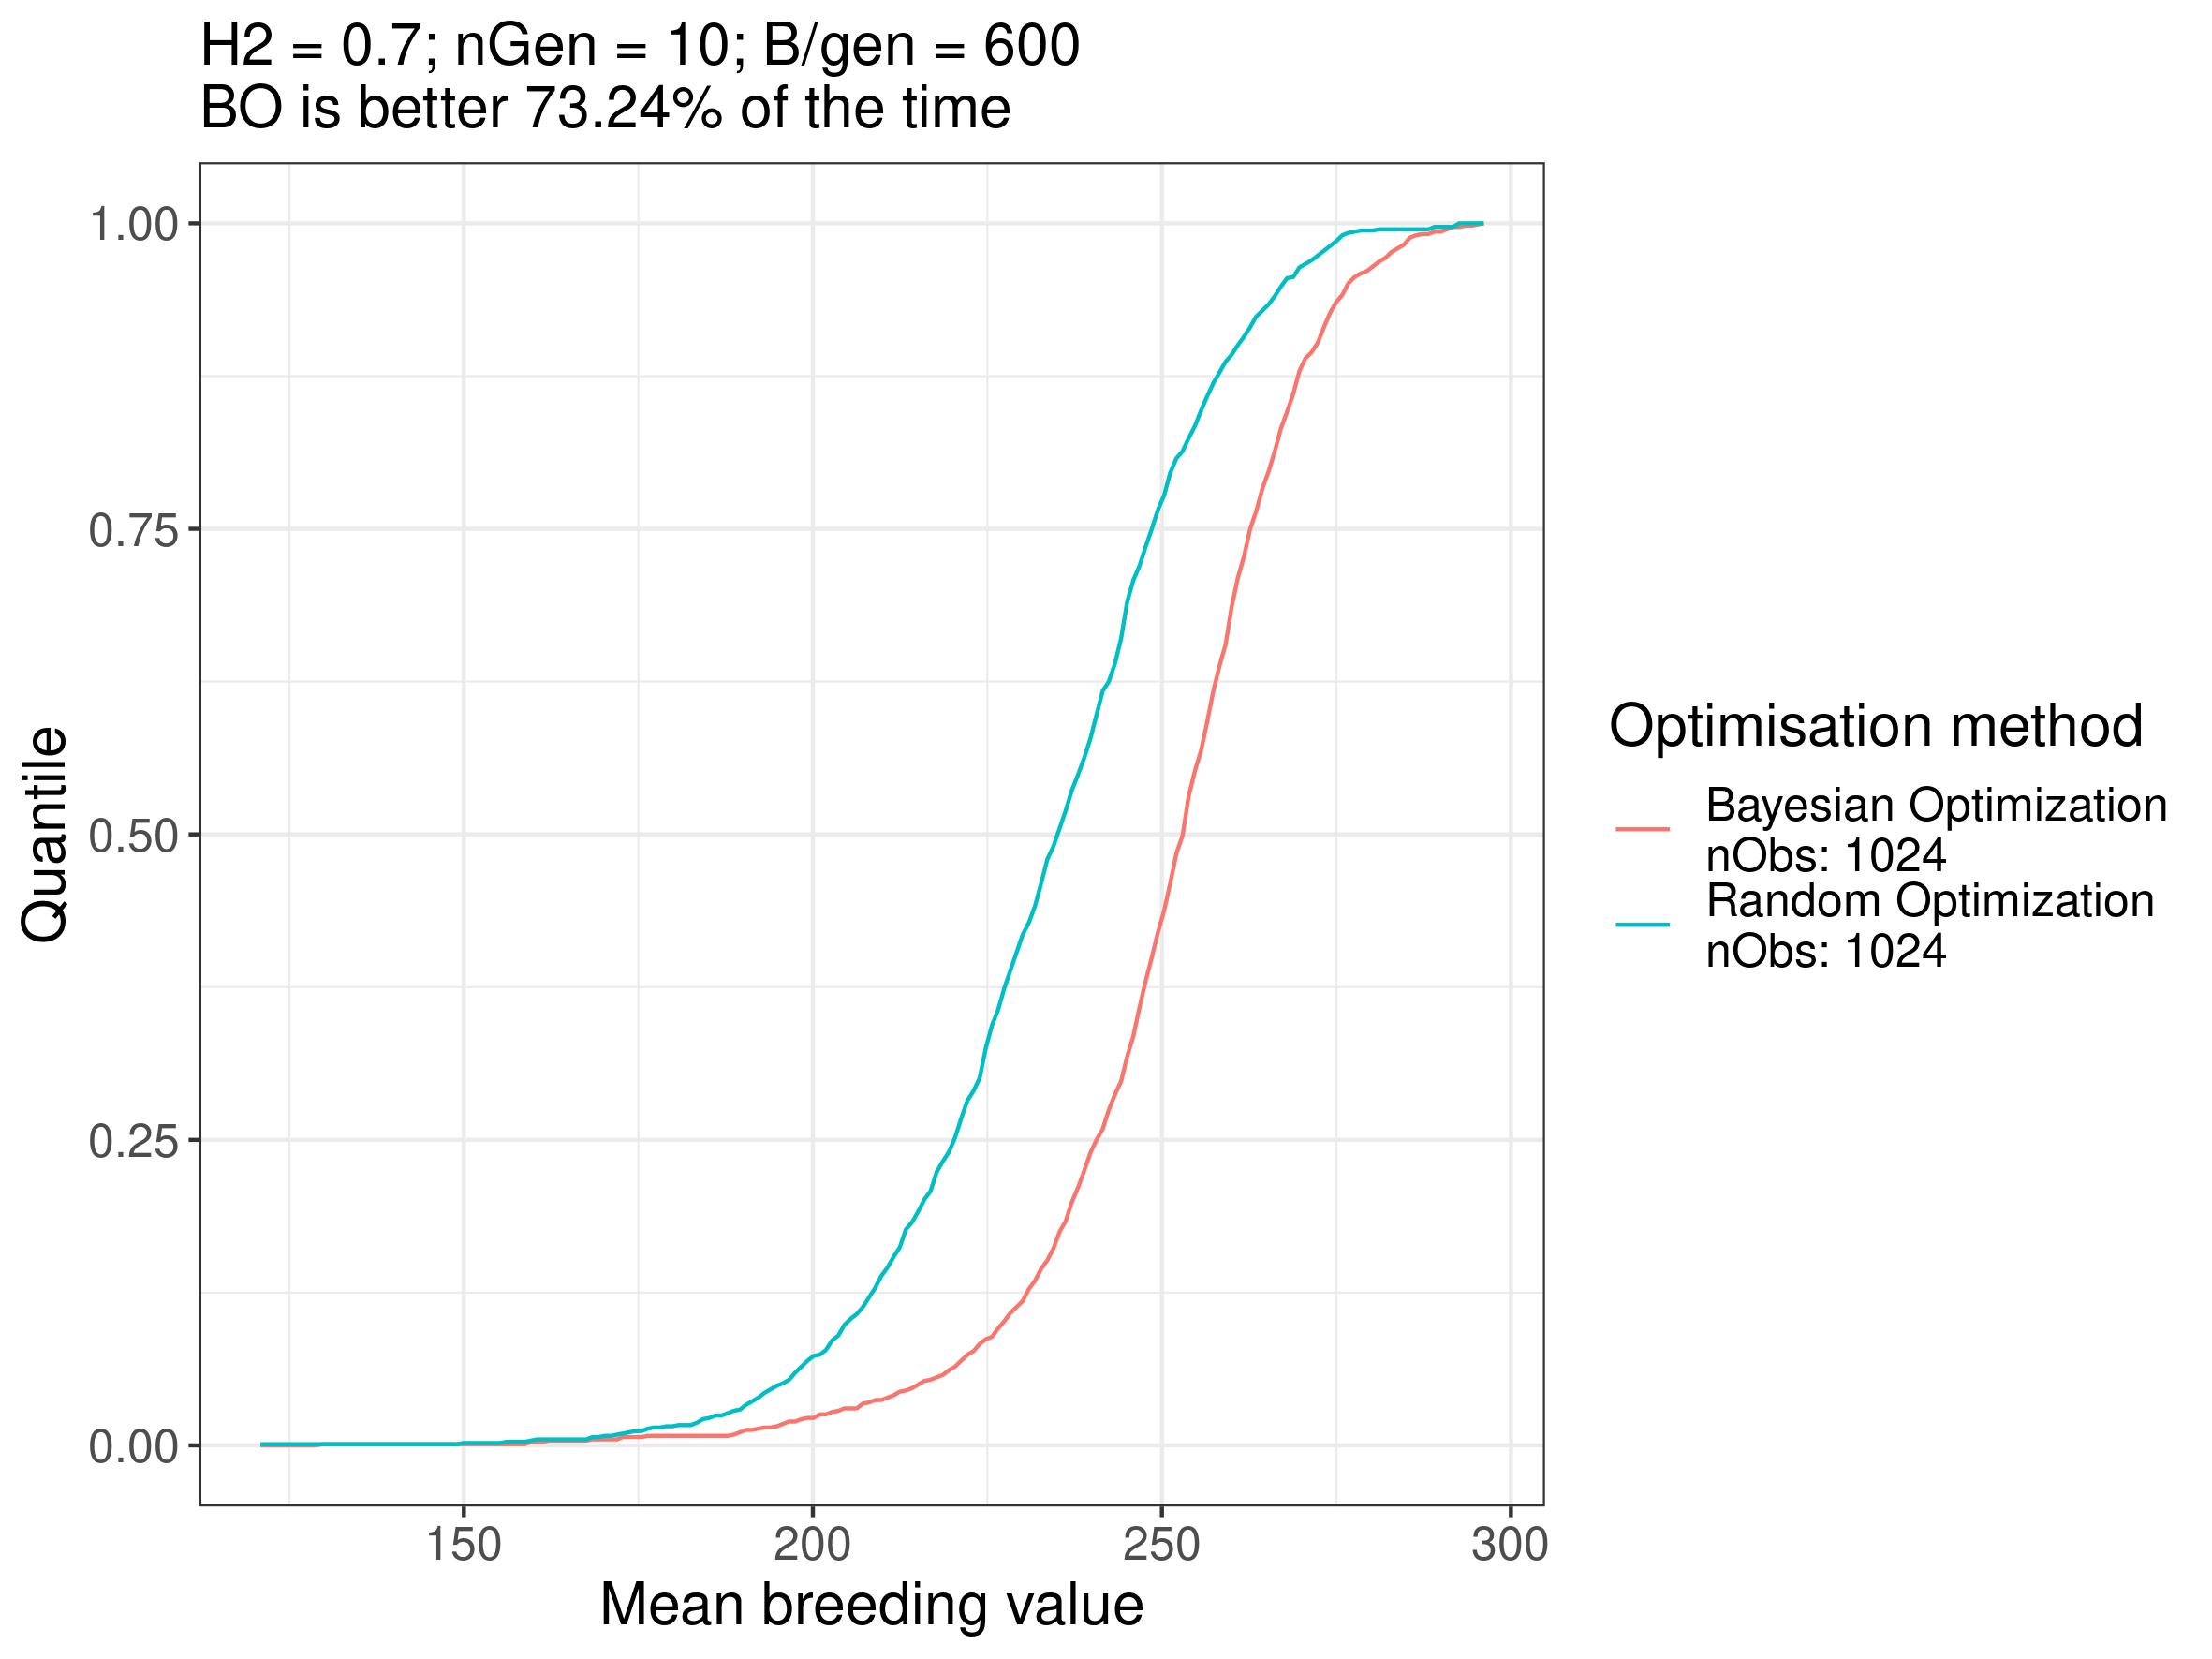 H2 = 0.7; nGen = 10; B/gen = 600
BO is better 73.24% of the time
Quantile
1.00
0.75
0.50
0.25
0.00
150
200
250
300
Mean breeding value
Optimisation method
Bayesian Optimization
nObs: 1024
Random Optimization
nObs: 1024